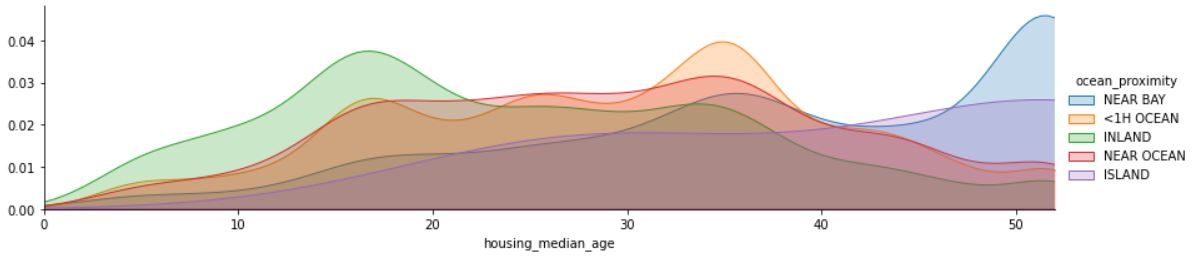 0.04
0.03
0.02
0.01
0.00
0 10 20 30 40 50
housing_median_age
ocean_proximity
NEAR BAY
<1H OCEAN
INLAND
NEAR OCEAN
ISLAND